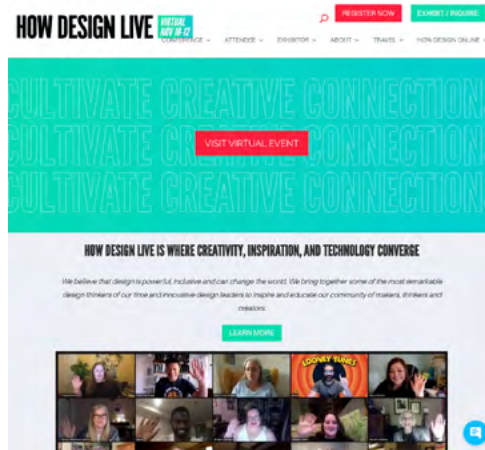 HOW DESIGN LIVE
VIRTUAL
NOV 10-12
REGISTER NOW
EXHIBIT / INQUIRE
CONFERENCE
ATTENDEE
EXHIBITOR
ABOUT
TRAVEL
HOW DESIGN ONLINE
CULTIVATE CREATIVE CONNECTION
CULTIVATE CREATIVE CONNECTION
CULTIVATE CREATIVE CONNECTION
VISIT VIRTUAL EVENT
HOW DESIGN LIVE IS WHERE CREATIVITY, INSPIRATION, AND TECHNOLOGY CONVERGE
We believe that design is powerful, inclusive and can change the world. We bring together some of the most remarkable
design thinkers of our time and innovative design leaders to inspire and educate our community of makers, thinkers and
creators.
LEARN MORE
LOONEY TUNES